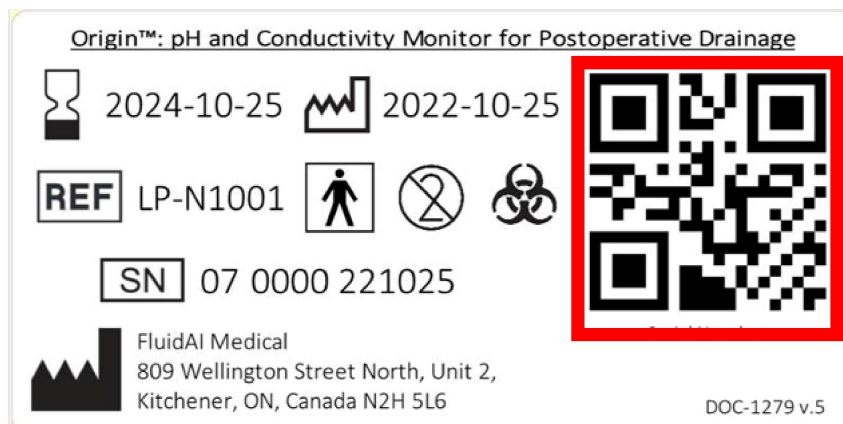 Origin™: pH and Conductivity Monitor for Postoperative Drainage
2024-10-25 2022-10-25
REF LP-N1001 2
SN 07 0000 221025
FluidAI Medical
809 Wellington Street North, Unit 2,
Kitchener, ON, Canada N2H 5L6
DOC-1279 v.5